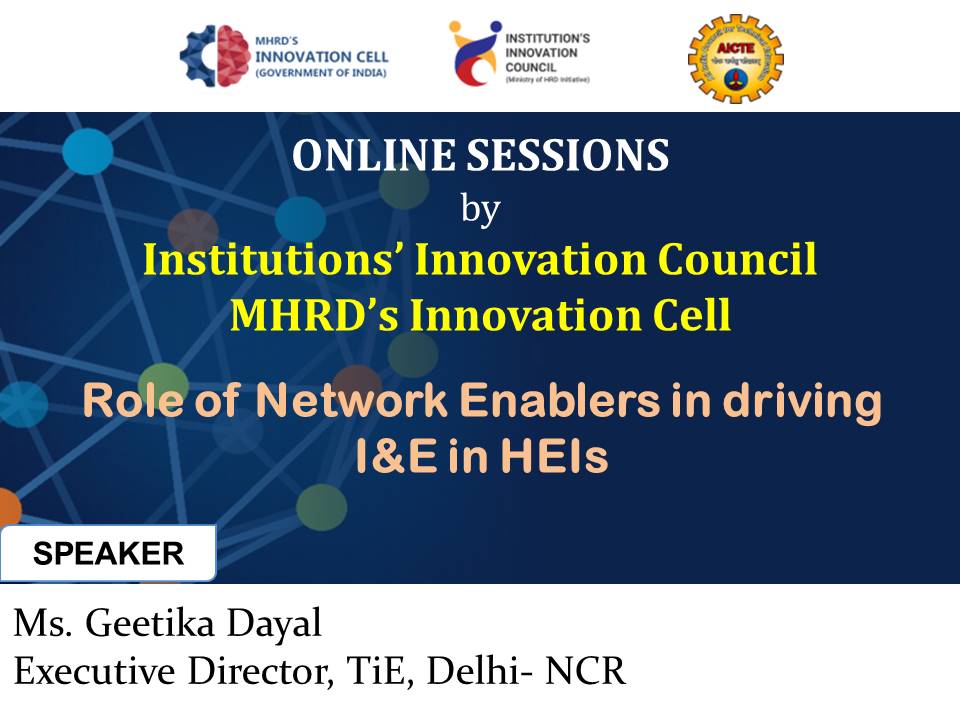 MHRD'S
INNOVATION CELL
(GOVERNMENT OF INDIA)
INSTITUTION'S
INNOVATION
COUNCIL
(Ministry of HRD Initiative)
AICTE
ONLINE SESSIONS
by
Institutions’ Innovation Council
MHRD’s Innovation Cell
Role of Network Enablers in driving
I&E in HEIs
SPEAKER
Ms. Geetika Dayal
Executive Director, TiE, Delhi- NCR